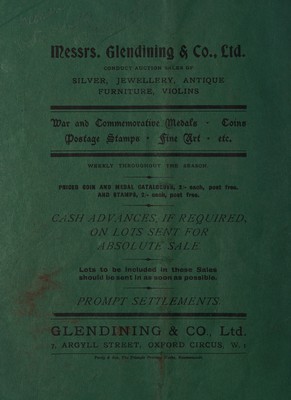 Messrs. Glendining & Co., Ltd.
CONDUCT AUCTION SALES OF
SILVER, JEWELLERY, ANTIQUE
FURNITURE, VIOLINS
War and Commemorative Medals · Coins
Postage Stamps · Fine Art · etc.
WEEKLY THROUGHOUT THE SEASON
PRICED COIN AND MEDAL CATALOGUES, 2/- each, post free.
AND STAMPS, 2/- each, post free.
CASH ADVANCES, IF REQUIRED,
ON LOTS SENT FOR
ABSOLUTE SALE
Lots to be included in these Sales
should be sent in as soon as possible.
PROMPT SETTLEMENTS
GLENDINING & CO., Ltd.
7, ARGYLL STREET, OXFORD CIRCUS, W. 1